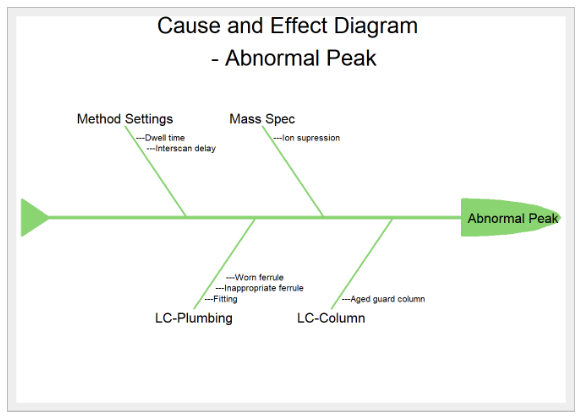 Cause and Effect Diagram
- Abnormal Peak
Method Settings
Mass Spec
---Dwell time
---Interscan delay
---Ion supression
Abnormal Peak
---Worn ferrule
---Inappropriate ferrule
---Fitting
---Aged guard column
LC-Plumbing
LC-Column